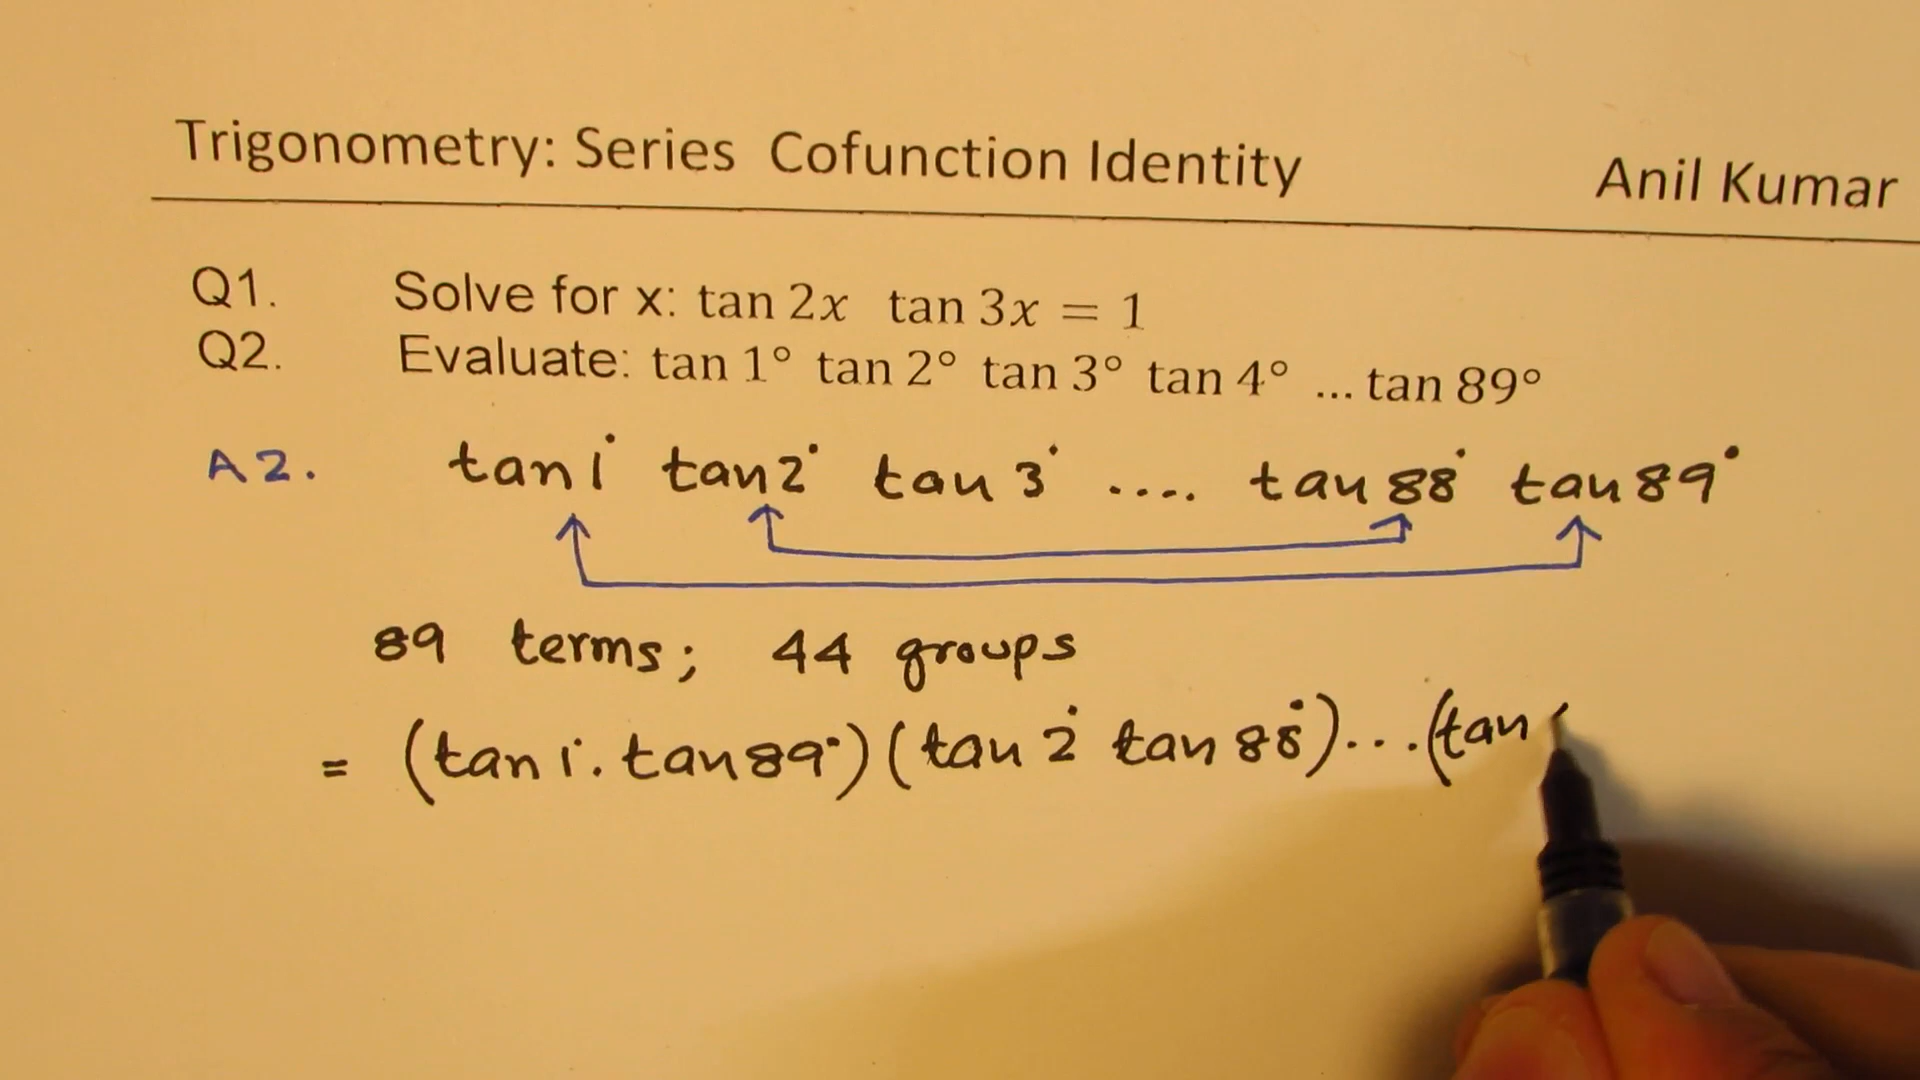 Trigonometry: Series Cofunction Identity Anil Kumar
Q1. Solve for x: tan 2x tan 3x = 1
Q2. Evaluate: tan 1° tan 2° tan 3° tan 4° ... tan 89°
A2. tan 1° tan 2° tan 3° .... tan 88° tan 89°
89 terms; 44 groups
= (tan 1°. tan 89°) (tan 2° tan 88°) ... (tan